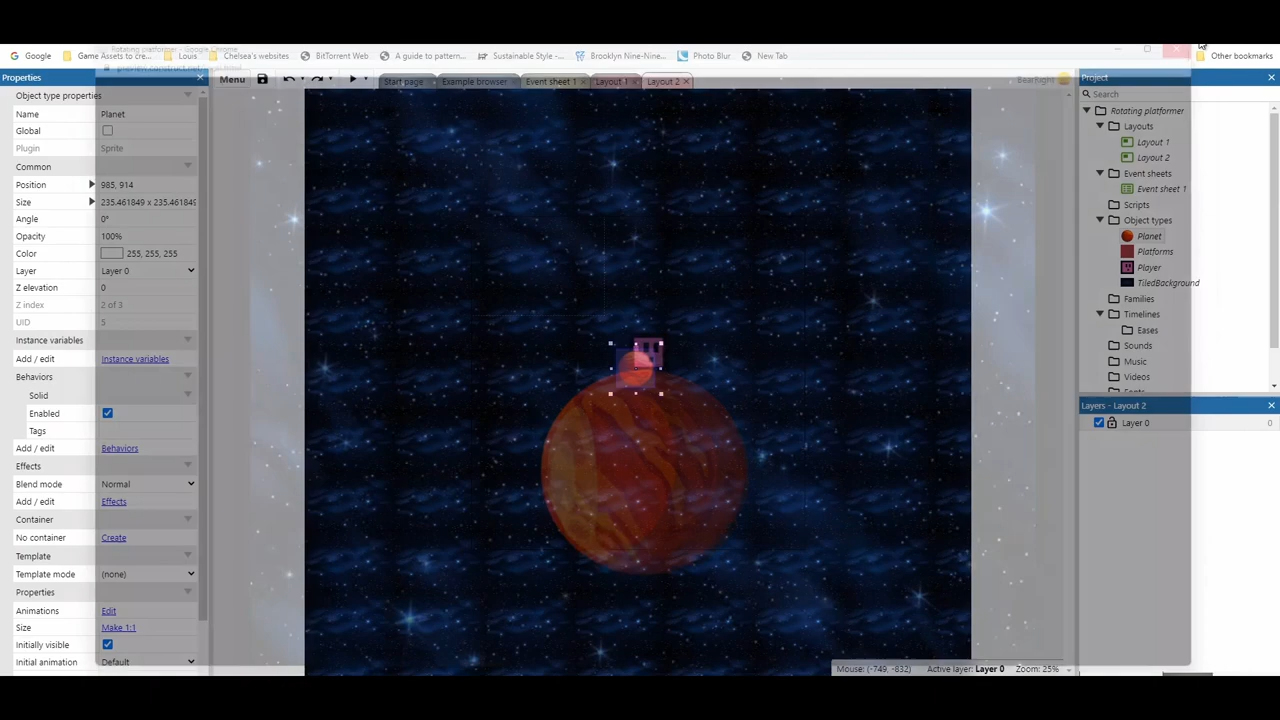 Rotating platformer - Google Chrome
Google Game Assets to cre... Louis Chelsea's websites BitTorrent Web A guide to pattern... Sustainable Style -... Brooklyn Nine-Nine... Photo Blur New Tab Other bookmarks
Properties
Menu Start page Example browser Event sheet 1 Layout 1 Layout 2
Project
Object type properties
Name Planet
Global
Plugin Sprite
Common
Position 985, 914
Size 235.461849 x 235.461849
Angle 0°
Opacity 100%
Color 255, 255, 255
Layer Layer 0
Z elevation 0
Z index 2 of 3
UID 5
Instance variables
Add / edit Instance variables
Behaviors
Solid
Enabled
Tags
Add / edit Behaviors
Effects
Blend mode Normal
Add / edit Effects
Container
No container Create
Template
Template mode (none)
Properties
Animations Edit
Size Make 1:1
Initially visible
Initial animation Default
Search
Rotating platformer
Layouts
Layout 1
Layout 2
Event sheets
Event sheet 1
Scripts
Object types
Planet
Platforms
Player
TiledBackground
Families
Timelines
Eases
Sounds
Music
Videos
Layers - Layout 2
Layer 0 0
Mouse: (-749, -832) Active layer: Layer 0 Zoom: 25%